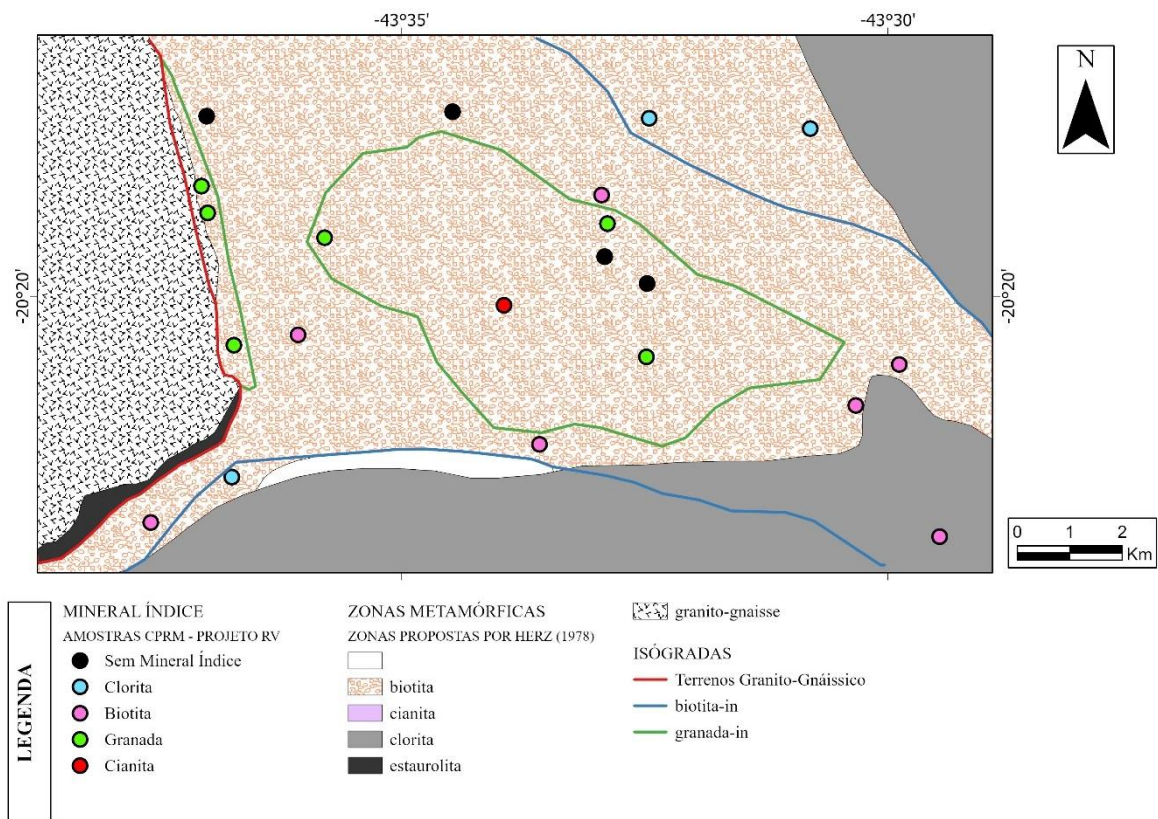 -43°35'
-43°30'
N
-20°20'
-20°20'
0 1 2
Km
LEGENDA
MINERAL ÍNDICE
AMOSTRAS CPRM - PROJETO RV
Sem Mineral Índice
Clorita
Biotita
Granada
Cianita
ZONAS METAMÓRFICAS
ZONAS PROPOSTAS POR HERZ (1978)
biotita
cianita
clorita
estaurolita
granito-gnaisse
ISÓGRADAS
Terrenos Granito-Gnáissico
biotita-in
granada-in